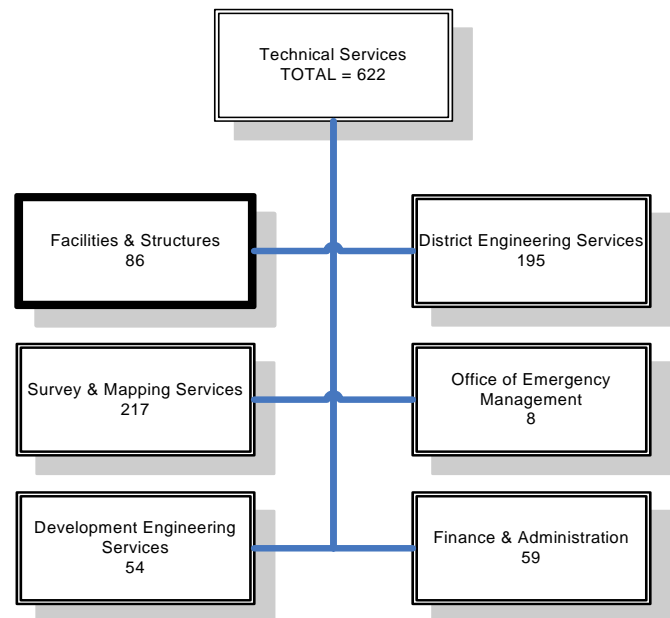 Technical Services
TOTAL = 622
Facilities & Structures
86
District Engineering Services
195
Survey & Mapping Services
217
Office of Emergency
Management
8
Development Engineering
Services
54
Finance & Administration
59